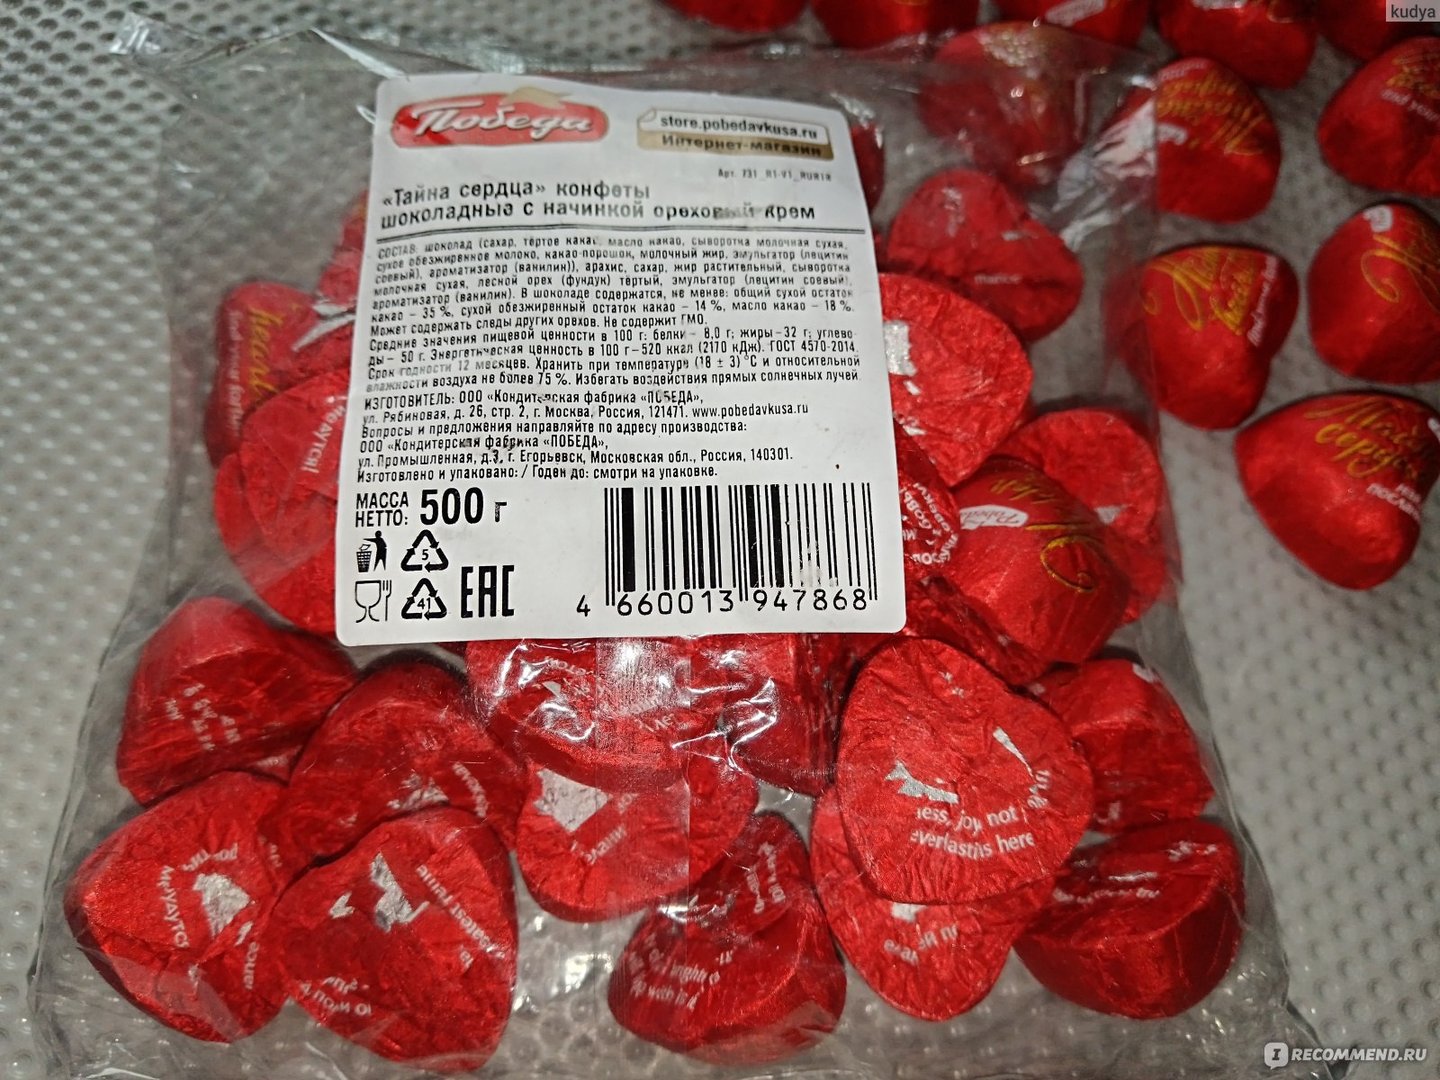 kudya
Победа
store.pobedavkusa.ru
Интернет-магазин
«Тайна сердца» конфеты
шоколадные с начинкой ореховый крем
СОСТАВ: шоколад (сахар, тёртое какао, масло какао, сыворотка молочная сухая,
сухое обезжиренное молоко, какао-порошок, молочный жир, эмульгатор (лецитин
соевый), ароматизатор (ванилин)), арахис, сахар, жир растительный, сыворотка
молочная сухая, лесной орех (фундук) тёртый, эмульгатор (лецитин соевый),
ароматизатор (ванилин). В шоколаде содержатся, не менее: общий сухой остаток
какао – 35 %, сухой обезжиренный остаток какао – 14 %, масло какао – 18 %.
Может содержать следы других орехов. Не содержит ГМО.
Средние значения пищевой ценности в 100 г: белки – 8,0 г; жиры – 32 г; углево-
ды – 50 г. Энергетическая ценность в 100 г – 520 ккал (2170 кДж). ГОСТ 4570-2014.
Срок годности 12 месяцев. Хранить при температуре (18 ± 3) °С и относительной
влажности воздуха не более 75 %. Избегать воздействия прямых солнечных лучей.
ИЗГОТОВИТЕЛЬ: ООО «Кондитерская фабрика «ПОБЕДА»,
ул. Рябиновая, д. 26, стр. 2, г. Москва, Россия, 121471. www.pobedavkusa.ru
Вопросы и предложения направляйте по адресу производства:
ООО «Кондитерская фабрика «ПОБЕДА»,
ул. Промышленная, д.3, г. Егорьевск, Московская обл., Россия, 140301.
Изготовлено и упаковано: / Годен до: смотри на упаковке.
МАССА
НЕТТО: 500 г
5
41
EAC
4 660013 947868
joy not
here
IRECOMMEND.RU